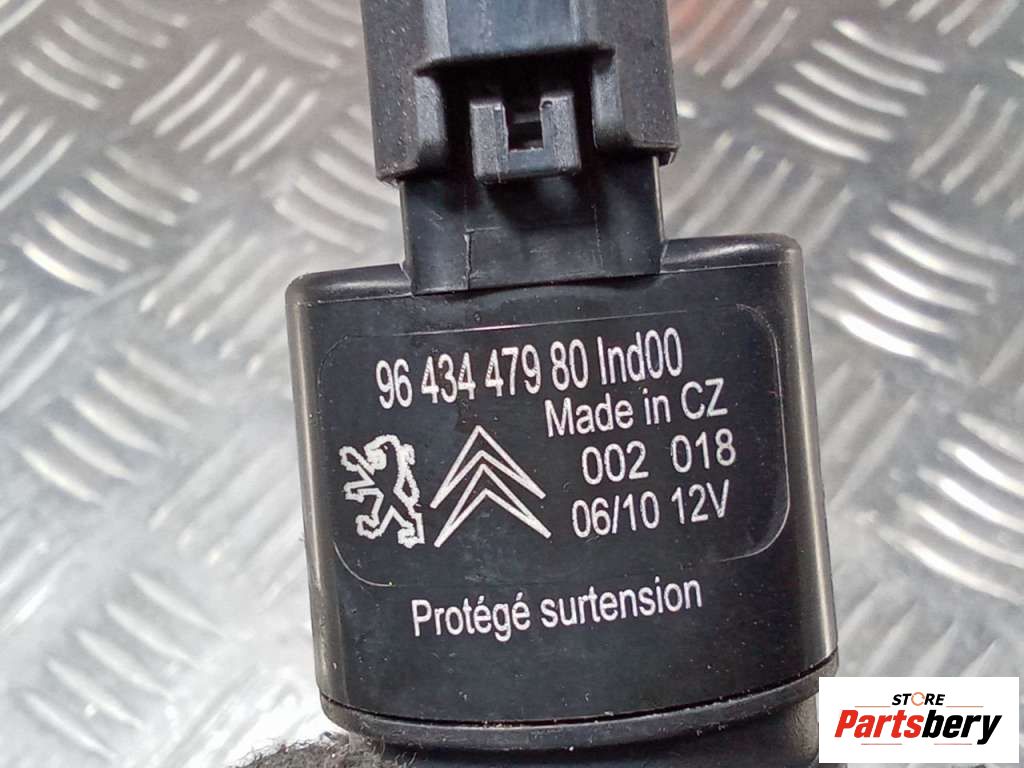 96 434 479 80 Ind00
Made in CZ
002 018
06/10 12V
Protégé surtension
STORE
Partsbery